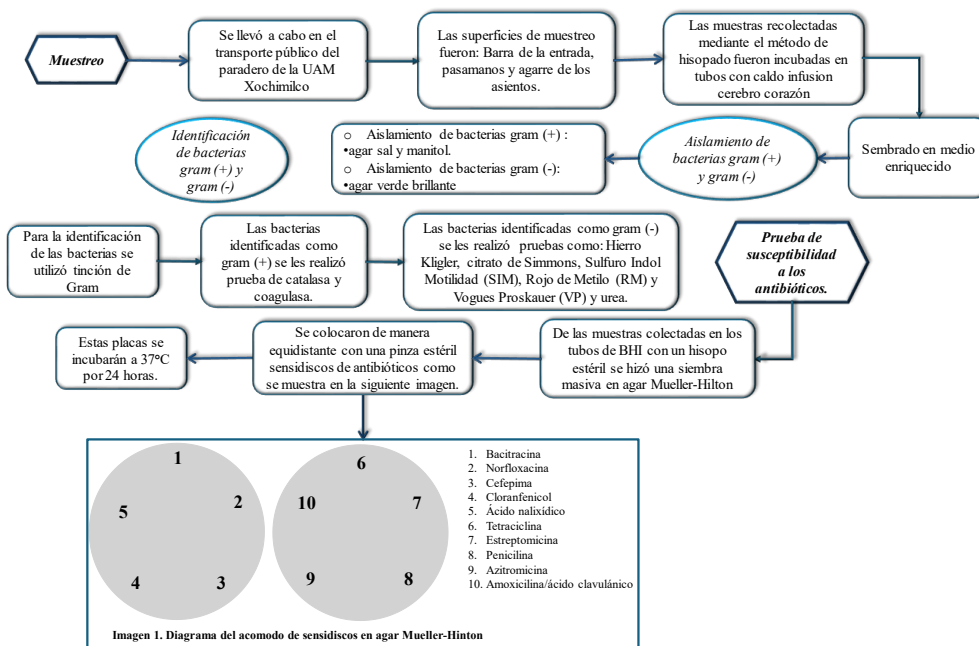 Muestreo
Se llevó a cabo en el
transporte público del
paradero de la UAM
Xochimilco
Las superficies de muestreo
fueron: Barra de la entrada,
pasamanos y agarre de los
asientos.
Las muestras recolectadas
mediante el método de
hisopado fueron incubadas en
tubos con caldo infusion
cerebro corazón
Sembrado en medio
enriquecido
Aislamiento de
bacterias gram (+)
y gram (-)
o Aislamiento de bacterias gram (+) :
•agar sal y manitol.
o Aislamiento de bacterias gram (-):
•agar verde brillante
Identificación
de bacterias
gram (+) y
gram (-)
Para la identificación
de las bacterias se
utilizó tinción de
Gram
Las bacterias
identificadas como
gram (+) se les realizó
prueba de catalasa y
coagulasa.
Las bacterias identificadas como gram (-)
se les realizó pruebas como: Hierro
Kligler, citrato de Simmons, Sulfuro Indol
Motilidad (SIM), Rojo de Metilo (RM) y
Vogues Proskauer (VP) y urea.
Prueba de
susceptibilidad
a los
antibióticos.
De las muestras colectadas en los
tubos de BHI con un hisopo
estéril se hizó una siembra
masiva en agar Mueller-Hilton
Se colocaron de manera
equidistante con una pinza estéril
sensidiscos de antibióticos como
se muestra en la siguiente imagen.
Estas placas se
incubarán a 37°C
por 24 horas.
1
2
3
4
5
6
7
8
9
10
1. Bacitracina
2. Norfloxacina
3. Cefepima
4. Cloranfenicol
5. Ácido nalixídico
6. Tetraciclina
7. Estreptomicina
8. Penicilina
9. Azitromicina
10. Amoxicilina/ácido clavulánico
Imagen 1. Diagrama del acomodo de sensidiscos en agar Mueller-Hinton